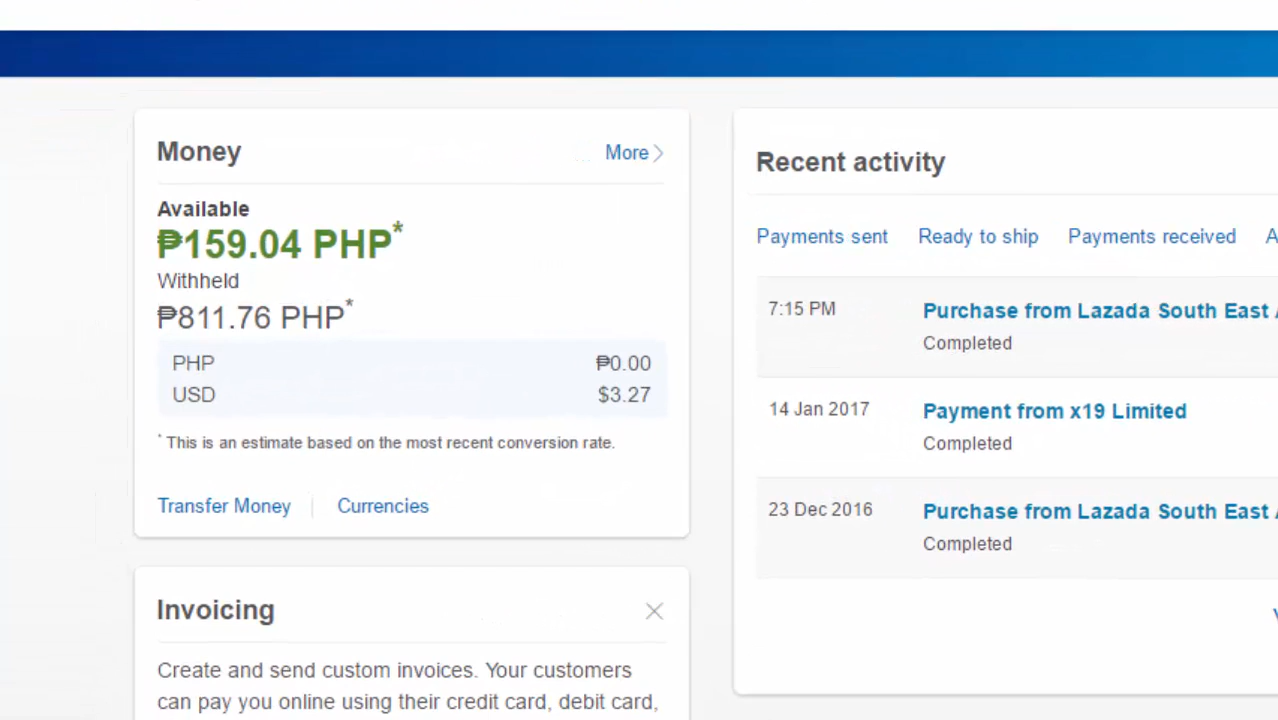 Money
More
Available
₱159.04 PHP*
Withheld
₱811.76 PHP*
PHP ₱0.00
USD $3.27
* This is an estimate based on the most recent conversion rate.
Transfer Money | Currencies
Invoicing
Create and send custom invoices. Your customers
can pay you online using their credit card, debit card,
Recent activity
Payments sent Ready to ship Payments received A
7:15 PM Purchase from Lazada South East A
Completed
14 Jan 2017 Payment from x19 Limited
Completed
23 Dec 2016 Purchase from Lazada South East A
Completed